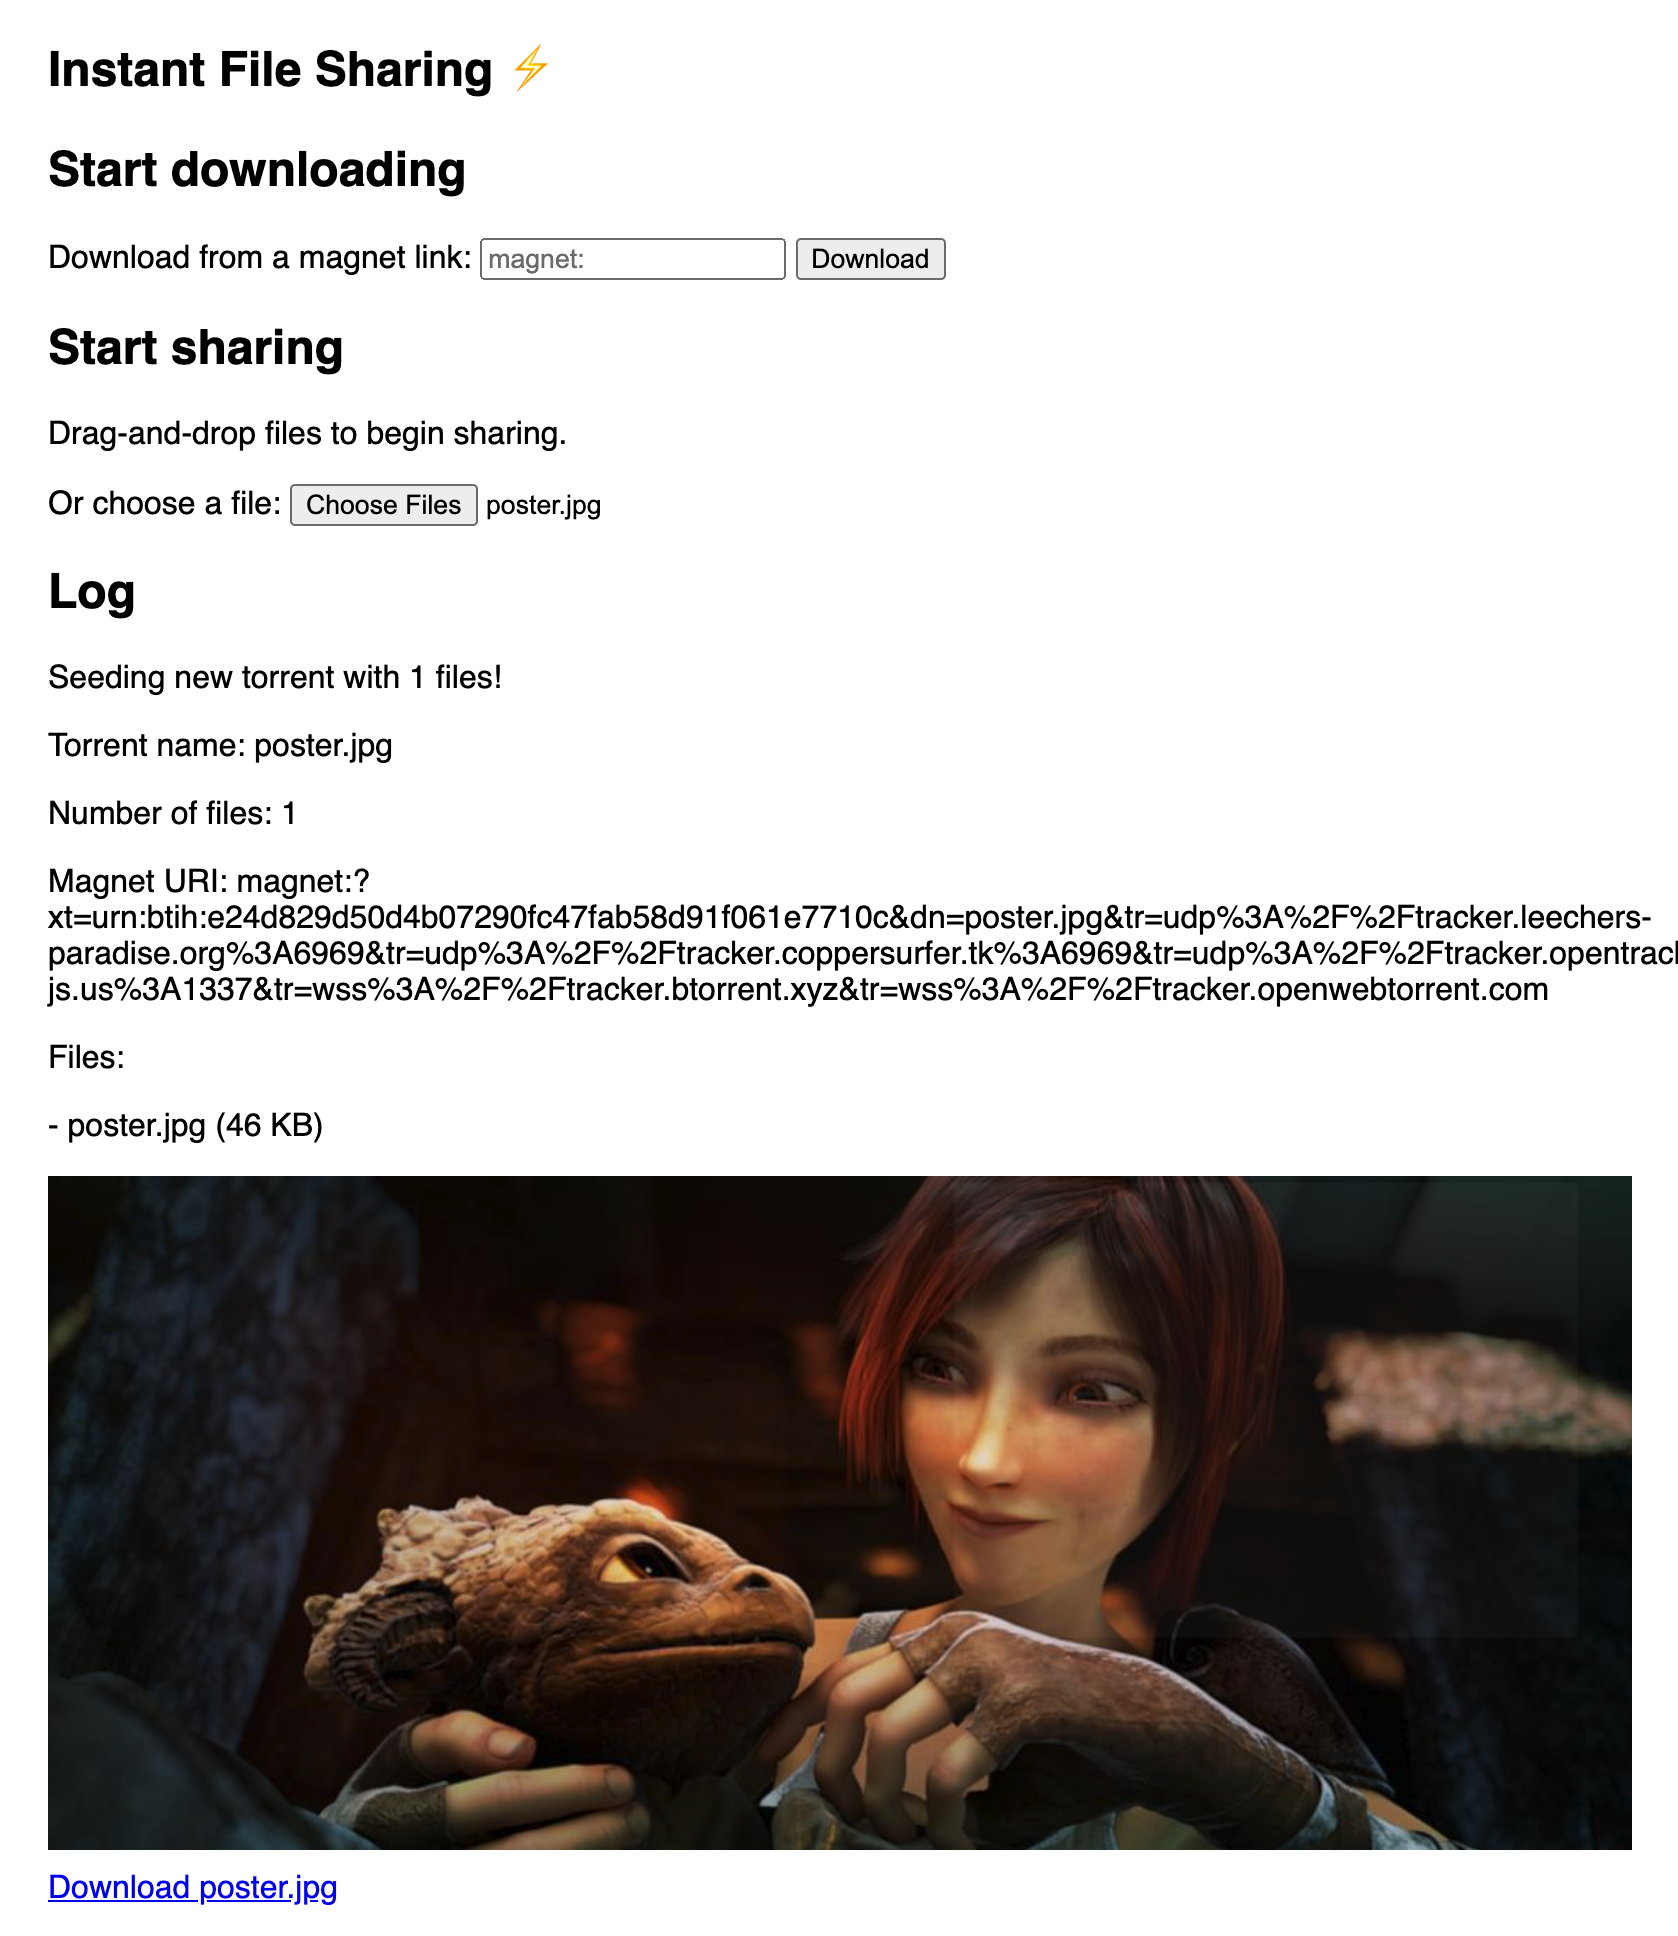 Instant File Sharing ⚡
Start downloading
Download from a magnet link: magnet: Download
Start sharing
Drag-and-drop files to begin sharing.
Or choose a file: Choose Files poster.jpg
Log
Seeding new torrent with 1 files!
Torrent name: poster.jpg
Number of files: 1
Magnet URI: magnet:?
xt=urn:btih:e24d829d50d4b07290fc47fab58d91f061e7710c&dn=poster.jpg&tr=udp%3A%2F%2Ftracker.leechers-
paradise.org%3A6969&tr=udp%3A%2F%2Ftracker.coppersurfer.tk%3A6969&tr=udp%3A%2F%2Ftracker.opentrac
js.us%3A1337&tr=wss%3A%2F%2Ftracker.btorrent.xyz&tr=wss%3A%2F%2Ftracker.openwebtorrent.com
Files:
- poster.jpg (46 KB)
Download poster.jpg